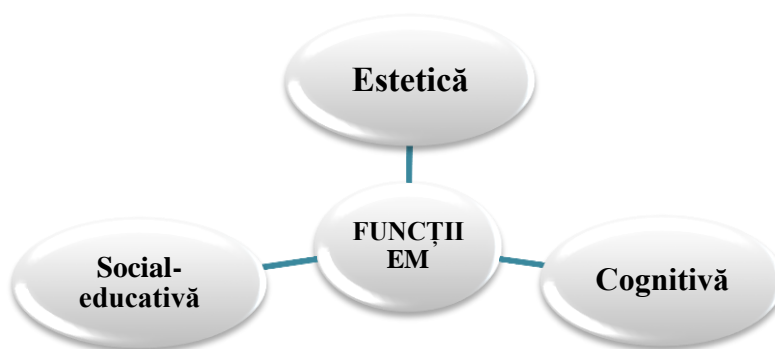 Estetică
FUNCȚII
EM
Social-
educativă
Cognitivă